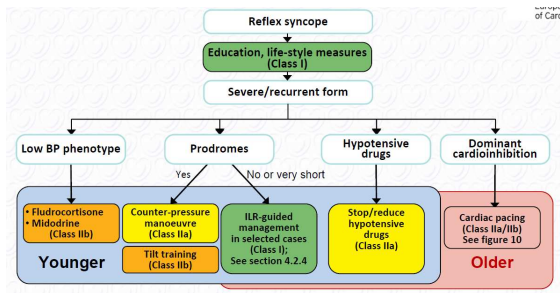 of Car
Reflex syncope
Education, life-style measures
(Class I)
Severe/recurrent form
Low BP phenotype
Prodromes
Hypotensive
drugs
Dominant
cardioinhibition
Yes
No or very short
• Fludrocortisone
• Midodrine
(Class IIb)
Counter-pressure
manoeuvre
(Class IIa)
Tilt training
(Class IIb)
ILR-guided
management
in selected cases
(Class I);
See section 4.2.4
Stop/reduce
hypotensive
drugs
(Class IIa)
Cardiac pacing
(Class IIa/IIb)
See figure 10
Younger
Older